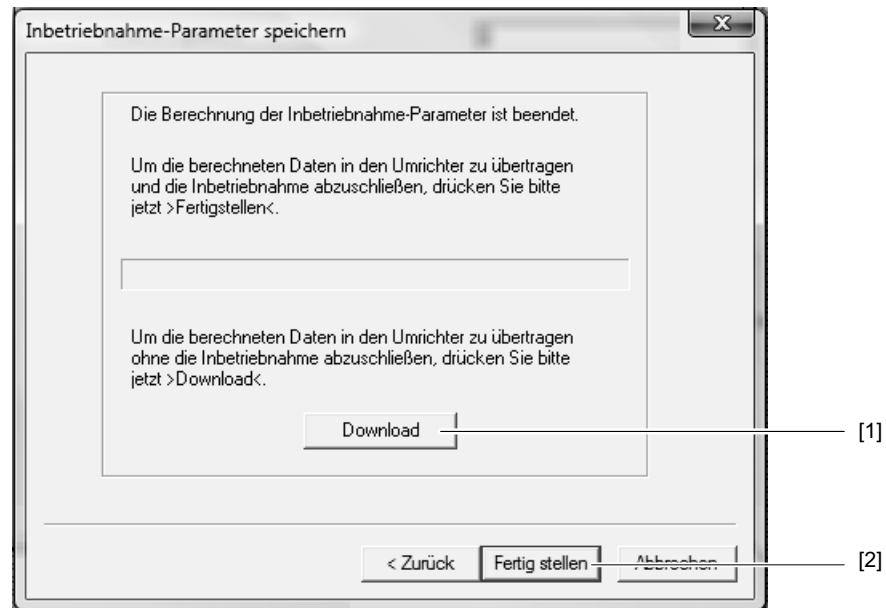 Inbetriebnahme-Parameter speichern
Die Berechnung der Inbetriebnahme-Parameter ist beendet.
Um die berechneten Daten in den Umrichter zu übertragen
und die Inbetriebnahme abzuschließen, drücken Sie bitte
jetzt >Fertigstellen<.
Um die berechneten Daten in den Umrichter zu übertragen
ohne die Inbetriebnahme abzuschließen, drücken Sie bitte
jetzt >Download<.
Download
[1]
< Zurück Fertig stellen Abbrechen
[2]